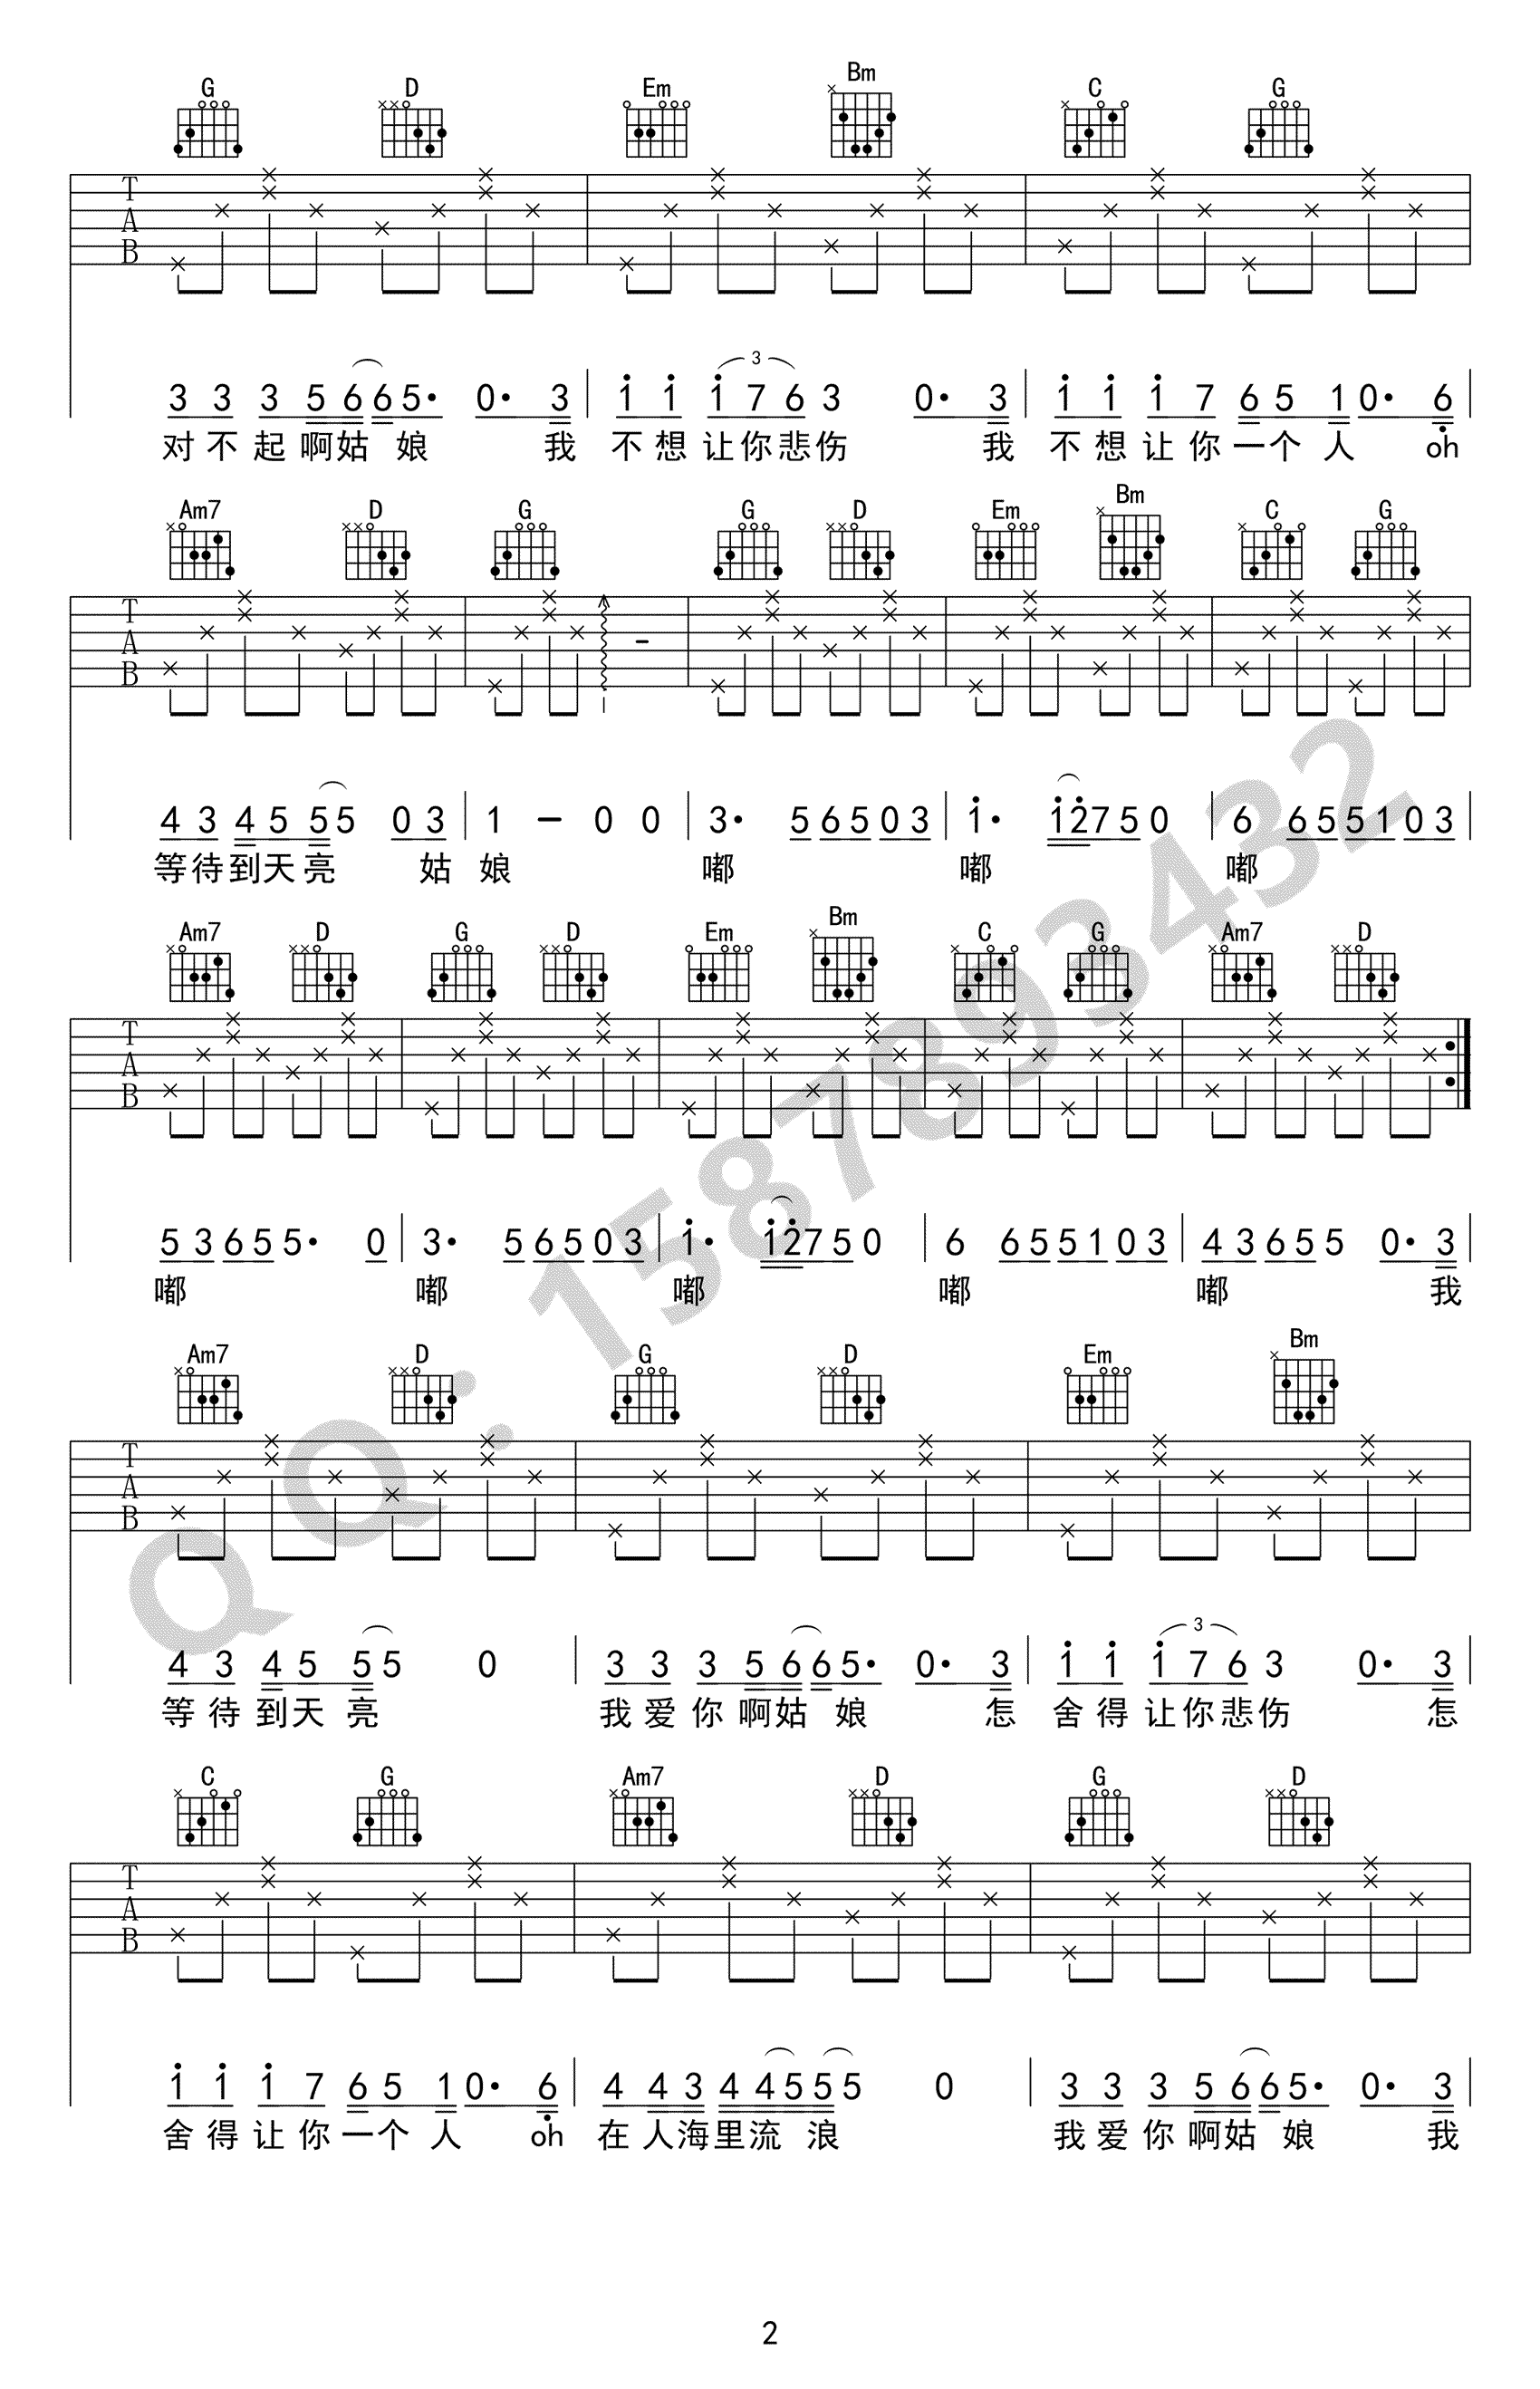 G D Em Bm C G
T
A
B
3 3 3 5 6 6 5· 0· 3 1 1 3 1 7 6 3 0· 3 1 1 1 7 6 5 1 0· 6
对 不 起 啊 姑 娘 我 不 想 让 你 悲 伤 我 不 想 让 你 一 个 人 oh
Am7 D G G D Em Bm C G
T
A
B
4 3 4 5 5 5 0 3 1 – 0 0 3· 5 6 5 0 3 1· 1 2 7 5 0 6 6 5 5 1 0 3
等 待 到 天 亮 姑 娘 嘟 嘟 嘟
Am7 D G D Em Bm C G Am7 D
T
A
B
5 3 6 5 5· 0 3· 5 6 5 0 3 1· 1 2 7 5 0 6 6 5 5 1 0 3 4 3 6 5 5 0· 3
嘟 嘟 嘟 嘟 嘟 我
Am7 D G D Em Bm
T
A
B
4 3 4 5 5 5 0 3 3 3 5 6 6 5· 0· 3 1 1 3 1 7 6 3 0· 3
等 待 到 天 亮 我 爱 你 啊 姑 娘 怎 舍 得 让 你 悲 伤 怎
C G Am7 D G D
T
A
B
1 1 1 7 6 5 1 0· 6 4 4 3 4 4 5 5 5 0 3 3 3 5 6 6 5· 0· 3
舍 得 让 你 一 个 人 oh 在 人 海 里 流 浪 我 爱 你 啊 姑 娘 我
2
QQ: 1587893432